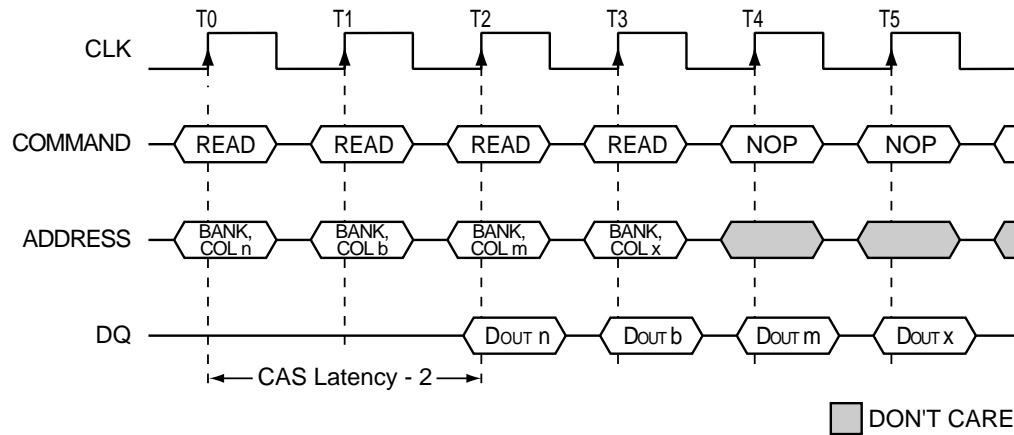 T0 T1 T2 T3 T4 T5
CLK
COMMAND READ READ READ READ NOP NOP
ADDRESS BANK, COL n BANK, COL b BANK, COL m BANK, COL x
DQ DOUT n DOUT b DOUT m DOUT x
CAS Latency - 2
DON'T CARE